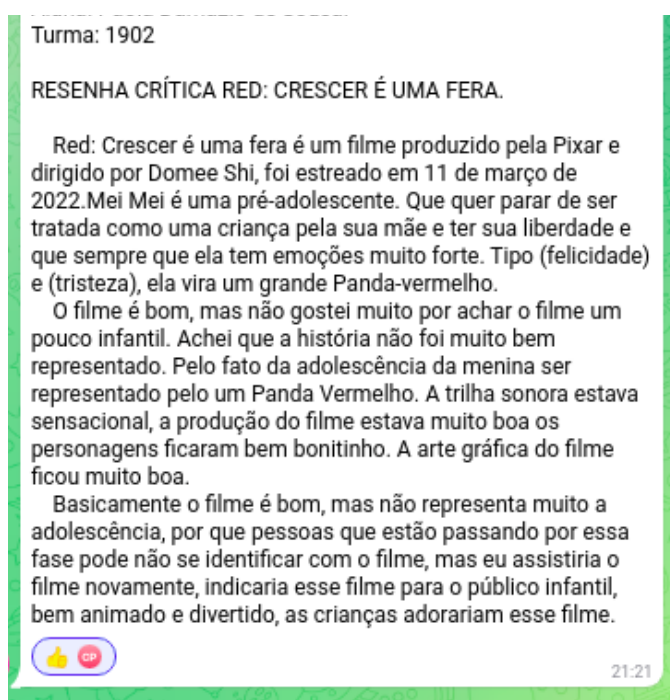 Turma: 1902
RESENHA CRÍTICA RED: CRESCER É UMA FERA.
Red: Crescer é uma fera é um filme produzido pela Pixar e
dirigido por Domee Shi, foi estreado em 11 de março de
2022.Mei Mei é uma pré-adolescente. Que quer parar de ser
tratada como uma criança pela sua mãe e ter sua liberdade e
que sempre que ela tem emoções muito forte. Tipo (felicidade)
e (tristeza), ela vira um grande Panda-vermelho.
O filme é bom, mas não gostei muito por achar o filme um
pouco infantil. Achei que a história não foi muito bem
representado. Pelo fato da adolescência da menina ser
representado pelo um Panda Vermelho. A trilha sonora estava
sensacional, a produção do filme estava muito boa os
personagens ficaram bem bonitinho. A arte gráfica do filme
ficou muito boa.
Basicamente o filme é bom, mas não representa muito a
adolescência, por que pessoas que estão passando por essa
fase pode não se identificar com o filme, mas eu assistiria o
filme novamente, indicaria esse filme para o público infantil,
bem animado e divertido, as crianças adorariam esse filme.
CP
21:21